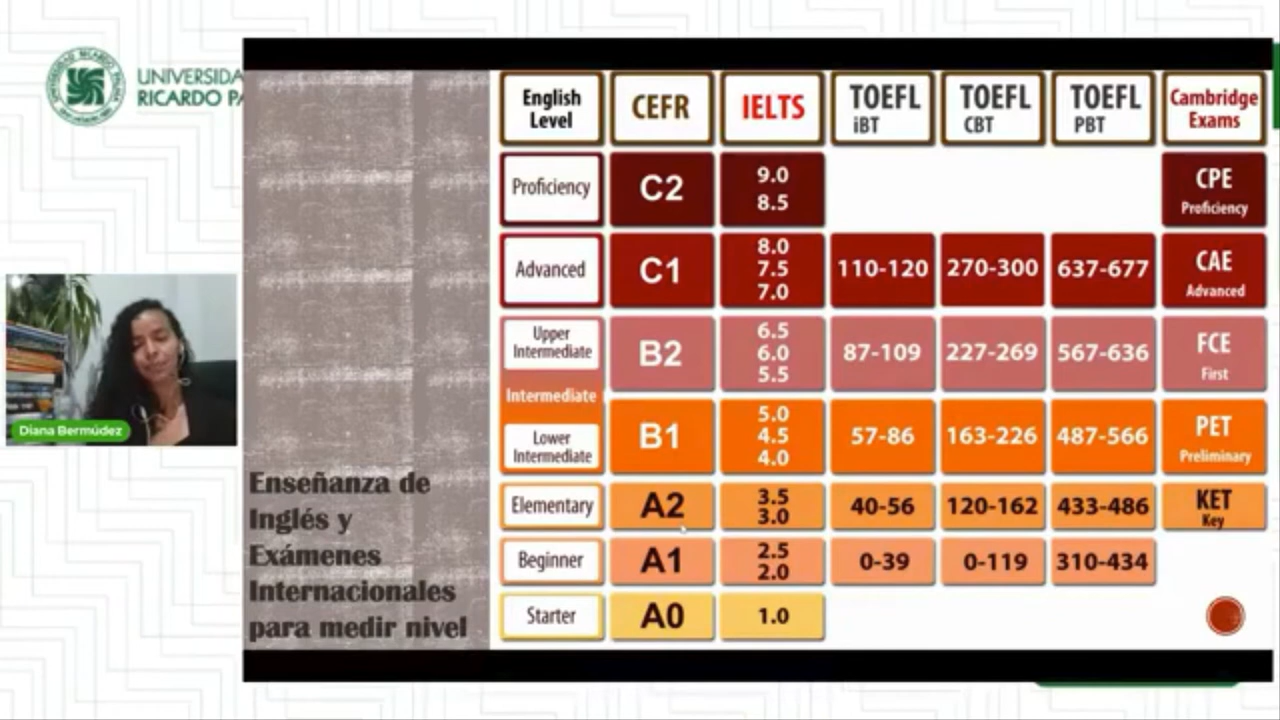 UNIVERSIDA
RICARDO PA
Diana Bermúdez
Enseñanza de
Inglés y
Exámenes
Internacionales
para medir nivel
English Level CEFR IELTS TOEFL iBT TOEFL CBT TOEFL PBT Cambridge Exams
Proficiency C2 9.0 8.5 CPE Proficiency
Advanced C1 8.0 7.5 7.0 110-120 270-300 637-677 CAE Advanced
Upper Intermediate B2 6.5 6.0 5.5 87-109 227-269 567-636 FCE First
Intermediate
Lower Intermediate B1 5.0 4.5 4.0 57-86 163-226 487-566 PET Preliminary
Elementary A2 3.5 3.0 40-56 120-162 433-486 KET Key
Beginner A1 2.5 2.0 0-39 0-119 310-434
Starter A0 1.0